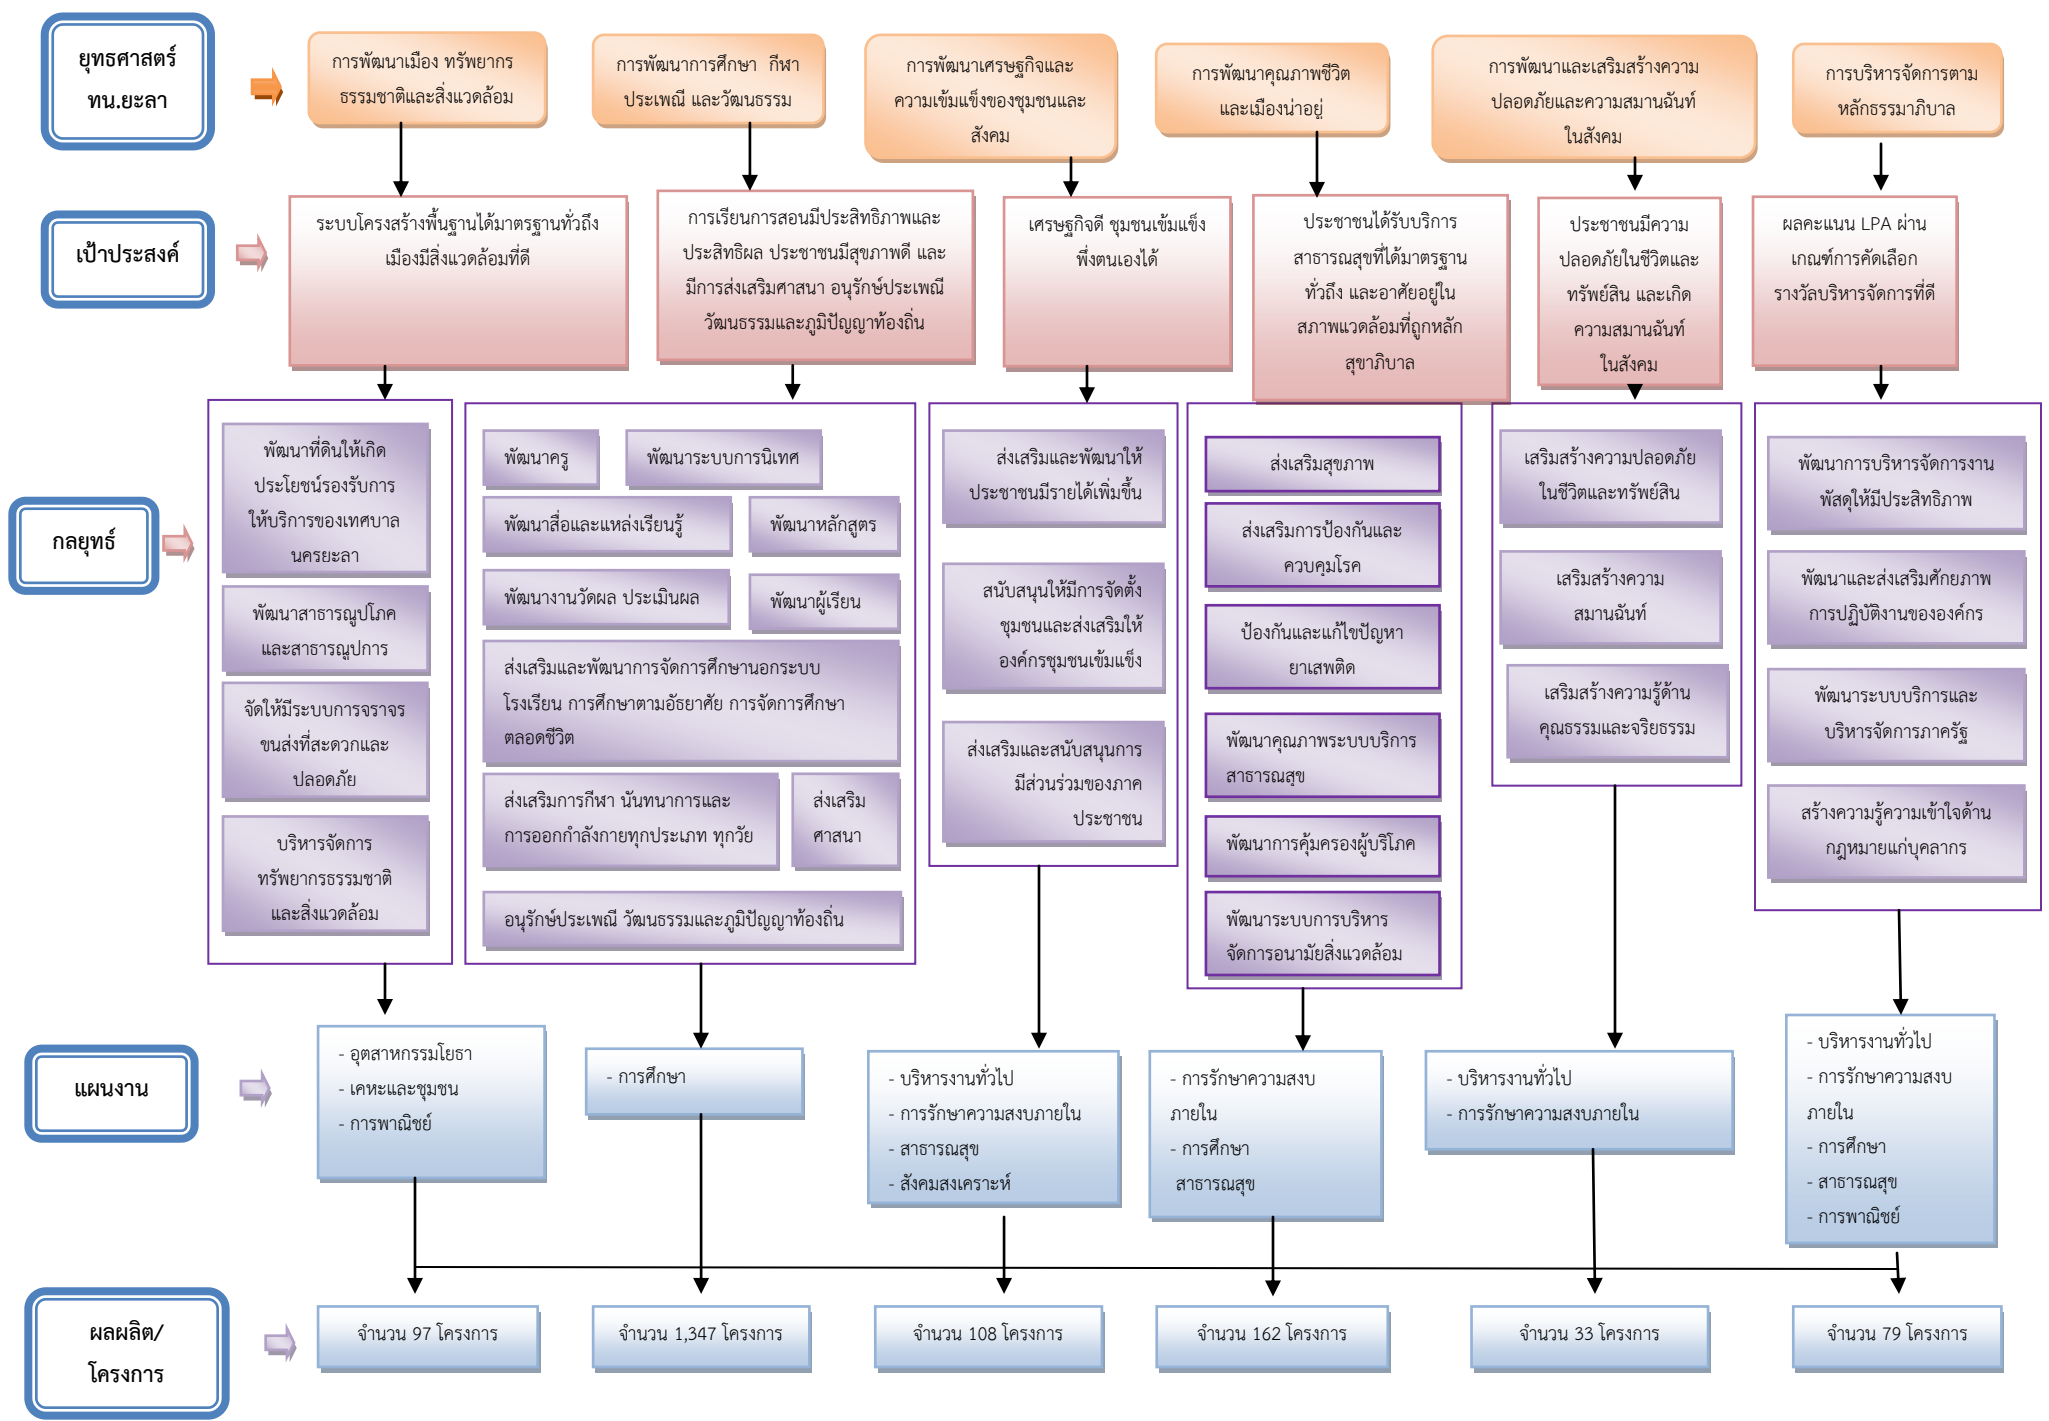 ยุทธศาสตร์
ทน.ยะลา
การพัฒนาเมือง ทรัพยากร
ธรรมชาติและสิ่งแวดล้อม
การพัฒนาการศึกษา กีฬา
ประเพณี และวัฒนธรรม
การพัฒนาเศรษฐกิจและ
ความเข้มแข็งของชุมชนและ
สังคม
การพัฒนาคุณภาพชีวิต
และเมืองน่าอยู่
การพัฒนาและเสริมสร้างความ
ปลอดภัยและความสมานฉันท์
ในสังคม
การบริหารจัดการตาม
หลักธรรมาภิบาล
เป้าประสงค์
ระบบโครงสร้างพื้นฐานได้มาตรฐานทั่วถึง
เมืองมีสิ่งแวดล้อมที่ดี
การเรียนการสอนมีประสิทธิภาพและ
ประสิทธิผล ประชาชนมีสุขภาพดี และ
มีการส่งเสริมศาสนา อนุรักษ์ประเพณี
วัฒนธรรมและภูมิปัญญาท้องถิ่น
เศรษฐกิจดี ชุมชนเข้มแข็ง
พึ่งตนเองได้
ประชาชนได้รับบริการ
สาธารณสุขที่ได้มาตรฐาน
ทั่วถึง และอาศัยอยู่ใน
สภาพแวดล้อมที่ถูกหลัก
สุขาภิบาล
ประชาชนมีความ
ปลอดภัยในชีวิตและ
ทรัพย์สิน และเกิด
ความสมานฉันท์
ในสังคม
ผลคะแนน LPA ผ่าน
เกณฑ์การคัดเลือก
รางวัลบริหารจัดการที่ดี
กลยุทธ์
พัฒนาที่ดินให้เกิด
ประโยชน์รองรับการ
ให้บริการของเทศบาล
นครยะลา
พัฒนาสาธารณูปโภค
และสาธารณูปการ
จัดให้มีระบบการจราจร
ขนส่งที่สะดวกและ
ปลอดภัย
บริหารจัดการ
ทรัพยากรธรรมชาติ
และสิ่งแวดล้อม
พัฒนาครู
พัฒนาระบบการนิเทศ
พัฒนาสื่อและแหล่งเรียนรู้
พัฒนาหลักสูตร
พัฒนางานวัดผล ประเมินผล
พัฒนาผู้เรียน
ส่งเสริมและพัฒนาการจัดการศึกษานอกระบบ
โรงเรียน การศึกษาตามอัธยาศัย การจัดการศึกษา
ตลอดชีวิต
ส่งเสริมการกีฬา นันทนาการและ
การออกกำลังกายทุกประเภท ทุกวัย
ส่งเสริม
ศาสนา
อนุรักษ์ประเพณี วัฒนธรรมและภูมิปัญญาท้องถิ่น
ส่งเสริมและพัฒนาให้
ประชาชนมีรายได้เพิ่มขึ้น
สนับสนุนให้มีการจัดตั้ง
ชุมชนและส่งเสริมให้
องค์กรชุมชนเข้มแข็ง
ส่งเสริมและสนับสนุนการ
มีส่วนร่วมของภาค
ประชาชน
ส่งเสริมสุขภาพ
ส่งเสริมการป้องกันและ
ควบคุมโรค
ป้องกันและแก้ไขปัญหา
ยาเสพติด
พัฒนาคุณภาพระบบบริการ
สาธารณสุข
พัฒนาการคุ้มครองผู้บริโภค
พัฒนาระบบการบริหาร
จัดการอนามัยสิ่งแวดล้อม
เสริมสร้างความปลอดภัย
ในชีวิตและทรัพย์สิน
เสริมสร้างความ
สมานฉันท์
เสริมสร้างความรู้ด้าน
คุณธรรมและจริยธรรม
พัฒนาการบริหารจัดการงาน
พัสดุให้มีประสิทธิภาพ
พัฒนาและส่งเสริมศักยภาพ
การปฏิบัติงานขององค์กร
พัฒนาระบบบริการและ
บริหารจัดการภาครัฐ
สร้างความรู้ความเข้าใจด้าน
กฎหมายแก่บุคลากร
แผนงาน
- อุตสาหกรรมโยธา
- เคหะและชุมชน
- การพาณิชย์
- การศึกษา
- บริหารงานทั่วไป
- การรักษาความสงบภายใน
- สาธารณสุข
- สังคมสงเคราะห์
- การรักษาความสงบ
ภายใน
- การศึกษา
สาธารณสุข
- บริหารงานทั่วไป
- การรักษาความสงบภายใน
- บริหารงานทั่วไป
- การรักษาความสงบ
ภายใน
- การศึกษา
- สาธารณสุข
- การพาณิชย์
ผลผลิต/
โครงการ
จำนวน 97 โครงการ
จำนวน 1,347 โครงการ
จำนวน 108 โครงการ
จำนวน 162 โครงการ
จำนวน 33 โครงการ
จำนวน 79 โครงการ